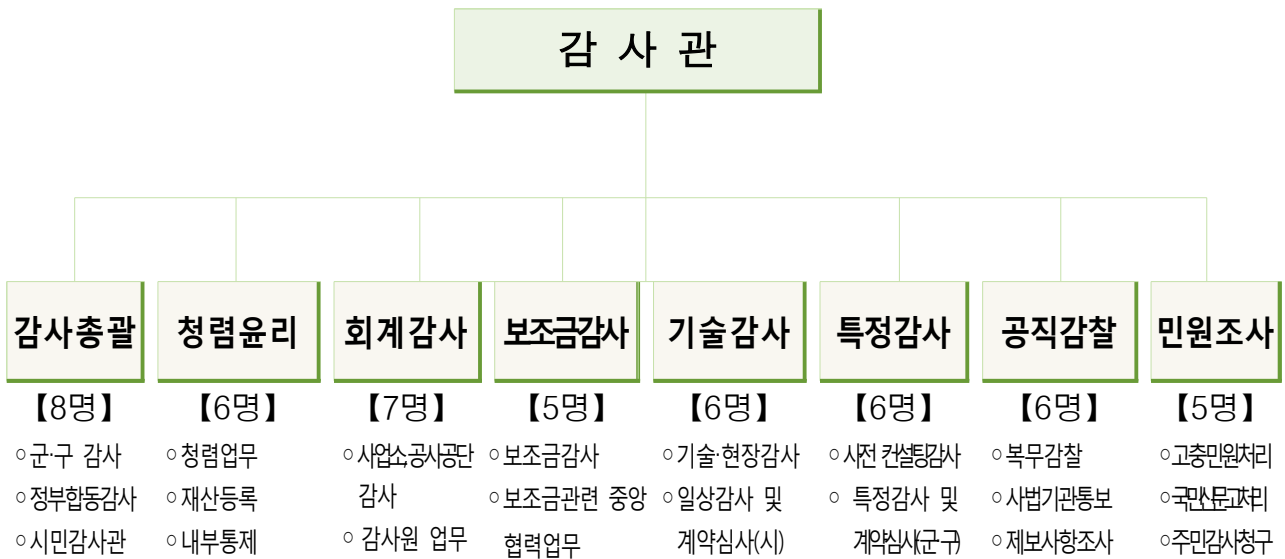 감 사 관
감사총괄
【8명】
◦군·구 감사
◦정부합동감사
◦시민감사관
청렴윤리
【6명】
◦청렴업무
◦재산등록
◦내부통제
회계감사
【7명】
◦사업소,공사공단
감사
◦감사원 업무
보조금감사
【5명】
◦보조금감사
◦보조금관련 중앙
협력업무
기술감사
【6명】
◦기술·현장감사
◦일상감사 및
계약심사(시)
특정감사
【6명】
◦사전 컨설팅감사
◦특정감사 및
계약심사(군·구)
공직감찰
【6명】
◦복무감찰
◦사법기관통보
◦제보사항조사
민원조사
【5명】
◦고충민원처리
◦국민신문고처리
◦주민감사청구